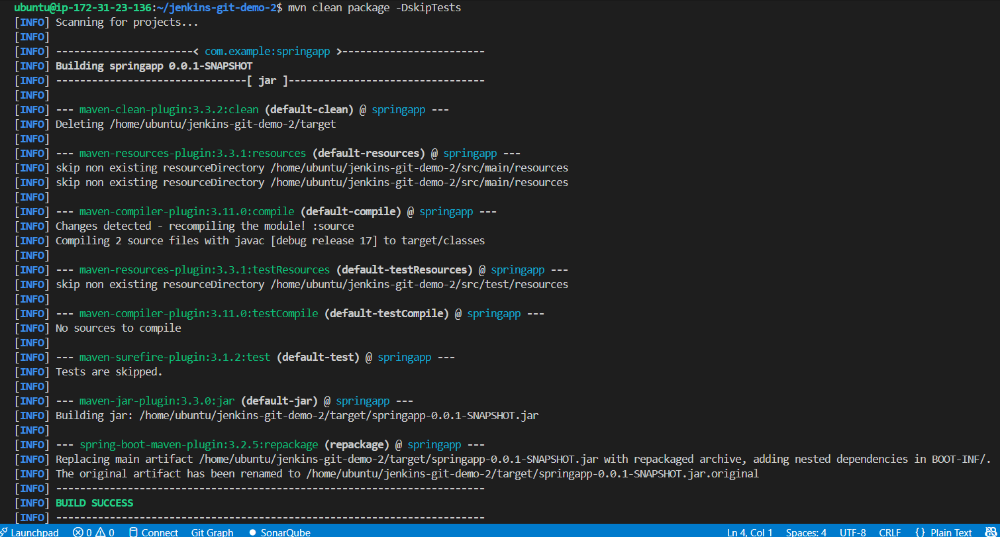 ubuntu@ip-172-31-23-136:~/jenkins-git-demo-2$ mvn clean package -DskipTests
[INFO] Scanning for projects...
[INFO]
[INFO] -----------------------< com.example:springapp >------------------------
[INFO] Building springapp 0.0.1-SNAPSHOT
[INFO] --------------------------------[ jar ]---------------------------------
[INFO]
[INFO] --- maven-clean-plugin:3.3.2:clean (default-clean) @ springapp ---
[INFO] Deleting /home/ubuntu/jenkins-git-demo-2/target
[INFO]
[INFO] --- maven-resources-plugin:3.3.1:resources (default-resources) @ springapp ---
[INFO] skip non existing resourceDirectory /home/ubuntu/jenkins-git-demo-2/src/main/resources
[INFO] skip non existing resourceDirectory /home/ubuntu/jenkins-git-demo-2/src/main/resources
[INFO]
[INFO] --- maven-compiler-plugin:3.11.0:compile (default-compile) @ springapp ---
[INFO] Changes detected - recompiling the module! :source
[INFO] Compiling 2 source files with javac [debug release 17] to target/classes
[INFO]
[INFO] --- maven-resources-plugin:3.3.1:testResources (default-testResources) @ springapp ---
[INFO] skip non existing resourceDirectory /home/ubuntu/jenkins-git-demo-2/src/test/resources
[INFO]
[INFO] --- maven-compiler-plugin:3.11.0:testCompile (default-testCompile) @ springapp ---
[INFO] No sources to compile
[INFO]
[INFO] --- maven-surefire-plugin:3.1.2:test (default-test) @ springapp ---
[INFO] Tests are skipped.
[INFO]
[INFO] --- maven-jar-plugin:3.3.0:jar (default-jar) @ springapp ---
[INFO] Building jar: /home/ubuntu/jenkins-git-demo-2/target/springapp-0.0.1-SNAPSHOT.jar
[INFO]
[INFO] --- spring-boot-maven-plugin:3.2.5:repackage (repackage) @ springapp ---
[INFO] Replacing main artifact /home/ubuntu/jenkins-git-demo-2/target/springapp-0.0.1-SNAPSHOT.jar with repackaged archive, adding nested dependencies in BOOT-INF/.
[INFO] The original artifact has been renamed to /home/ubuntu/jenkins-git-demo-2/target/springapp-0.0.1-SNAPSHOT.jar.original
[INFO] ------------------------------------------------------------------------
[INFO] BUILD SUCCESS
[INFO] ------------------------------------------------------------------------
Launchpad 0 0 Connect Git Graph SonarQube Ln 4, Col 1 Spaces: 4 UTF-8 CRLF {} Plain Text